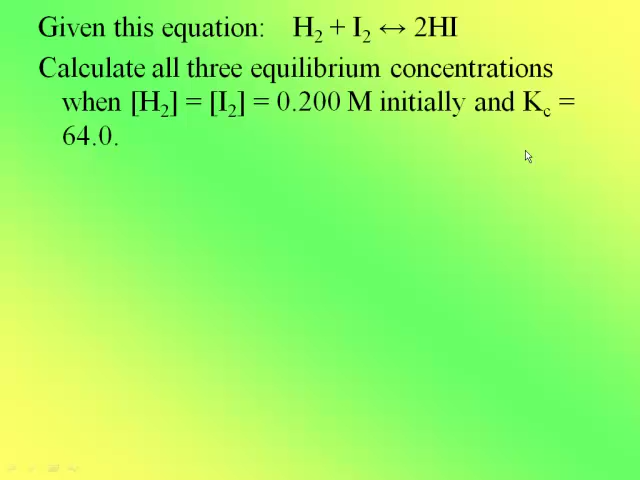 Given this equation: H₂ + I₂ ↔ 2HI
Calculate all three equilibrium concentrations
when [H₂] = [I₂] = 0.200 M initially and K꜀ =
64.0.